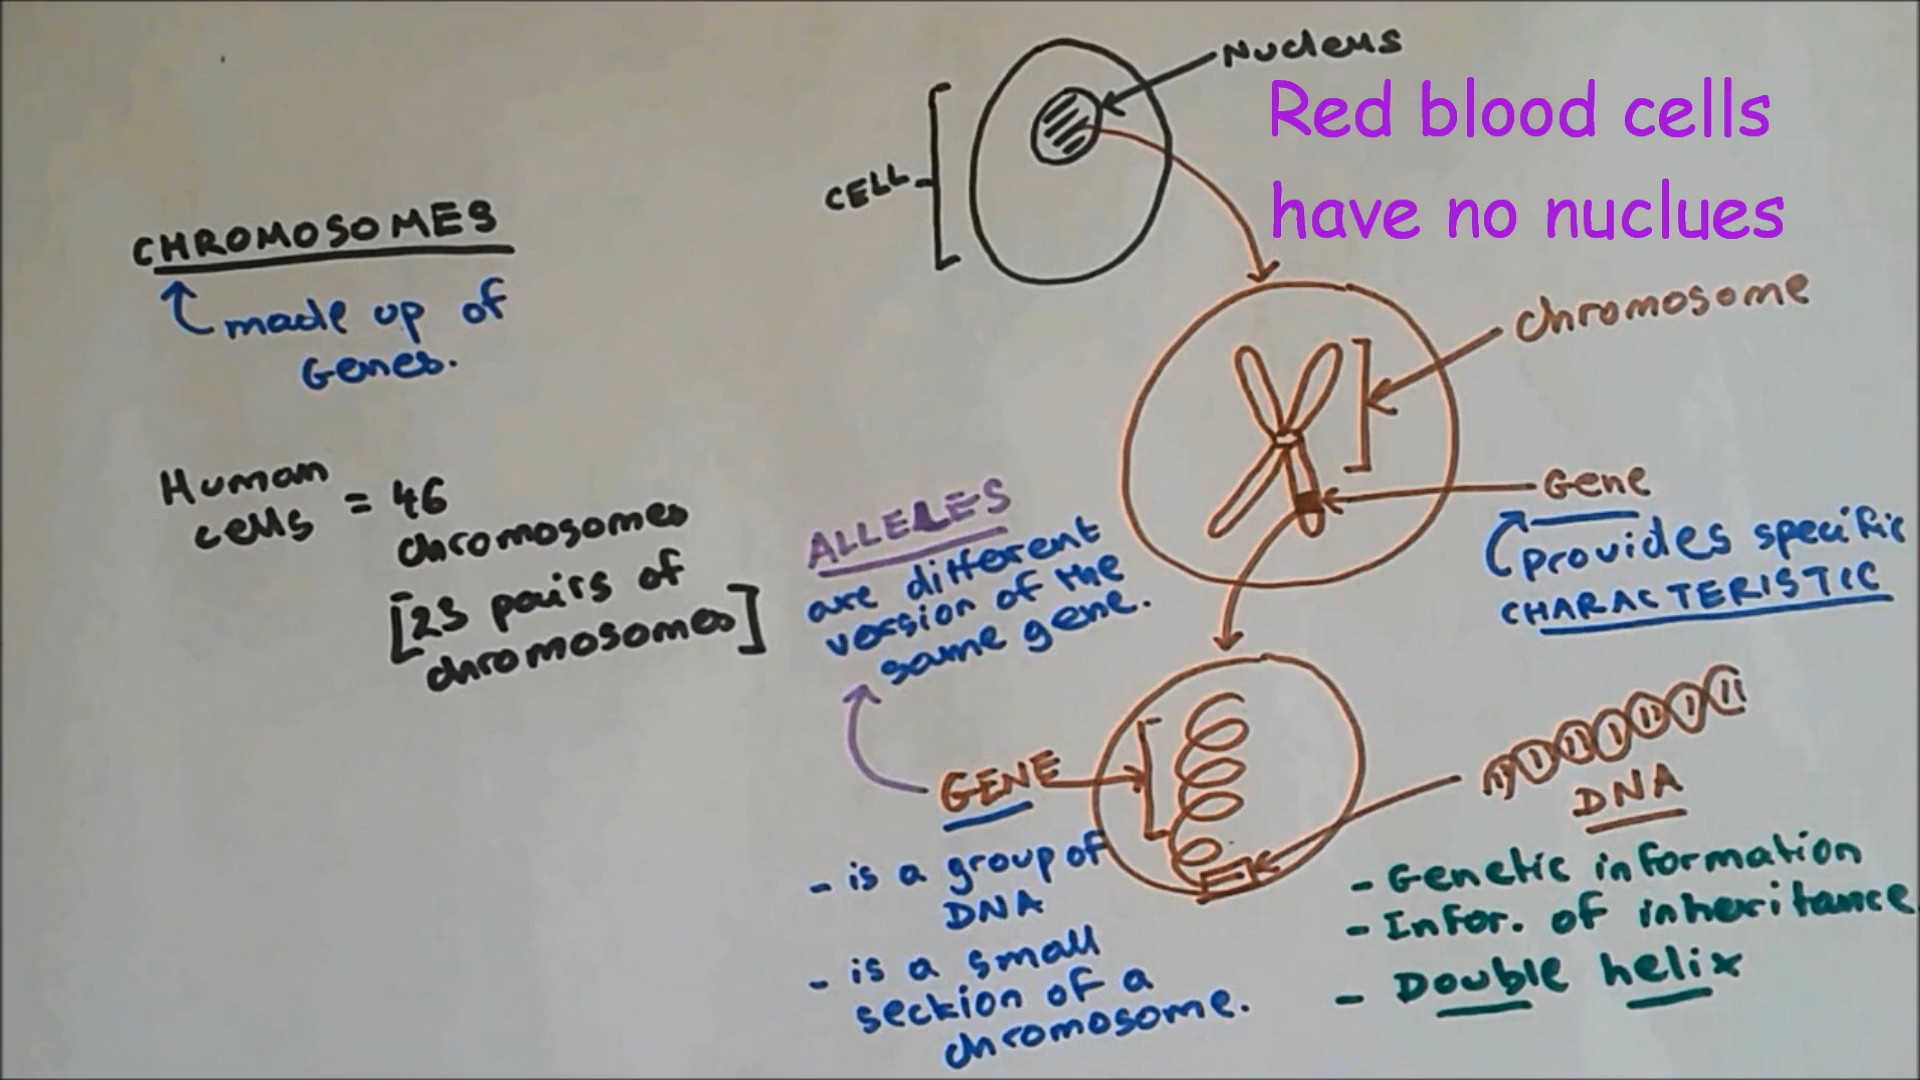 Nucleus
Red blood cells
have no nuclues
CELL
CHROMOSOMES
made up of
Genes.
chromosome
Human
cells = 46
chromosomes
[23 pairs of
chromosomes]
ALLELES
are different
version of the
same gene.
Gene
provides specific
CHARACTERISTIC
GENE
- is a group of
DNA
- is a small
section of a
chromosome.
DNA
- Genetic information
- Infor. of inheritance.
- Double helix